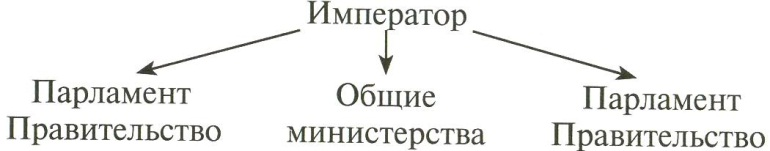 Император
Парламент
Правительство
Общие
министерства
Парламент
Правительство